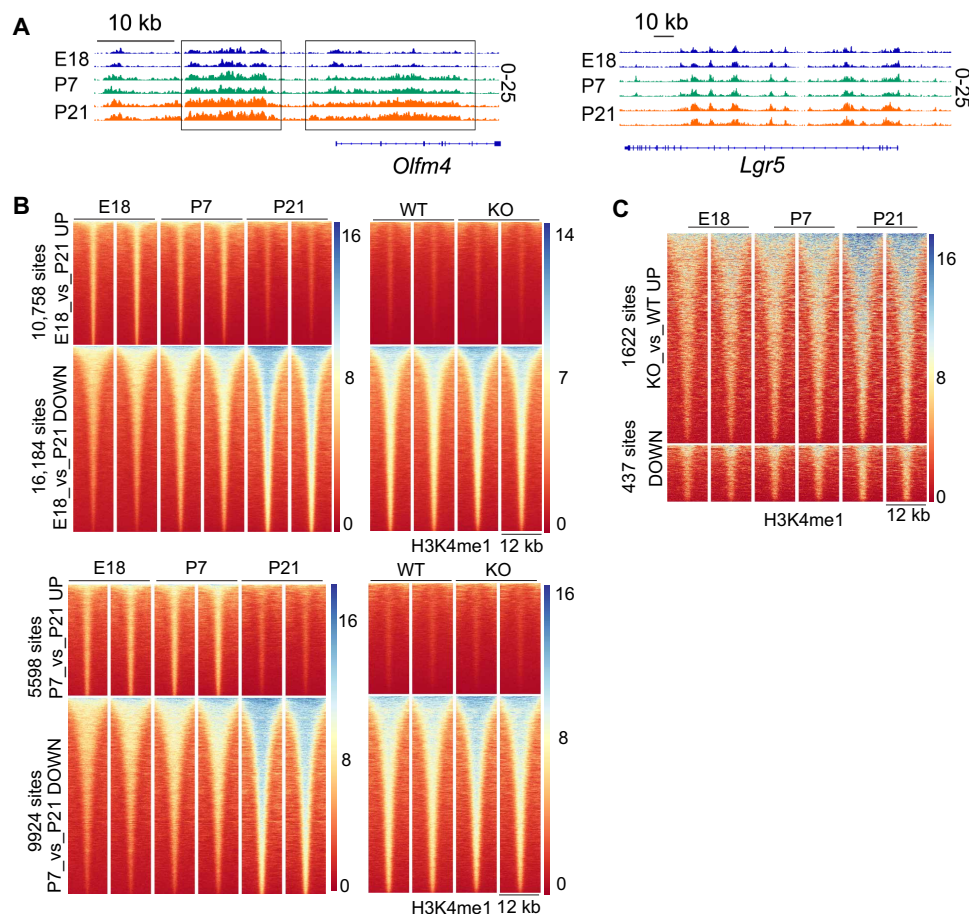 A
10 kb
E18
P7
P21
0-25
Olfm4
10 kb
E18
P7
P21
0-25
Lgr5
B
E18 P7 P21
WT KO
10,758 sites
E18_vs_P21 UP
16,184 sites
E18_vs_P21 DOWN
16
8
0
14
7
0
H3K4me1 12 kb
C
E18 P7 P21
1622 sites
KO_vs_WT UP
437 sites
DOWN
16
8
0
H3K4me1 12 kb
E18 P7 P21
WT KO
5598 sites
P7_vs_P21 UP
9924 sites
P7_vs_P21 DOWN
16
8
0
16
8
0
H3K4me1 12 kb